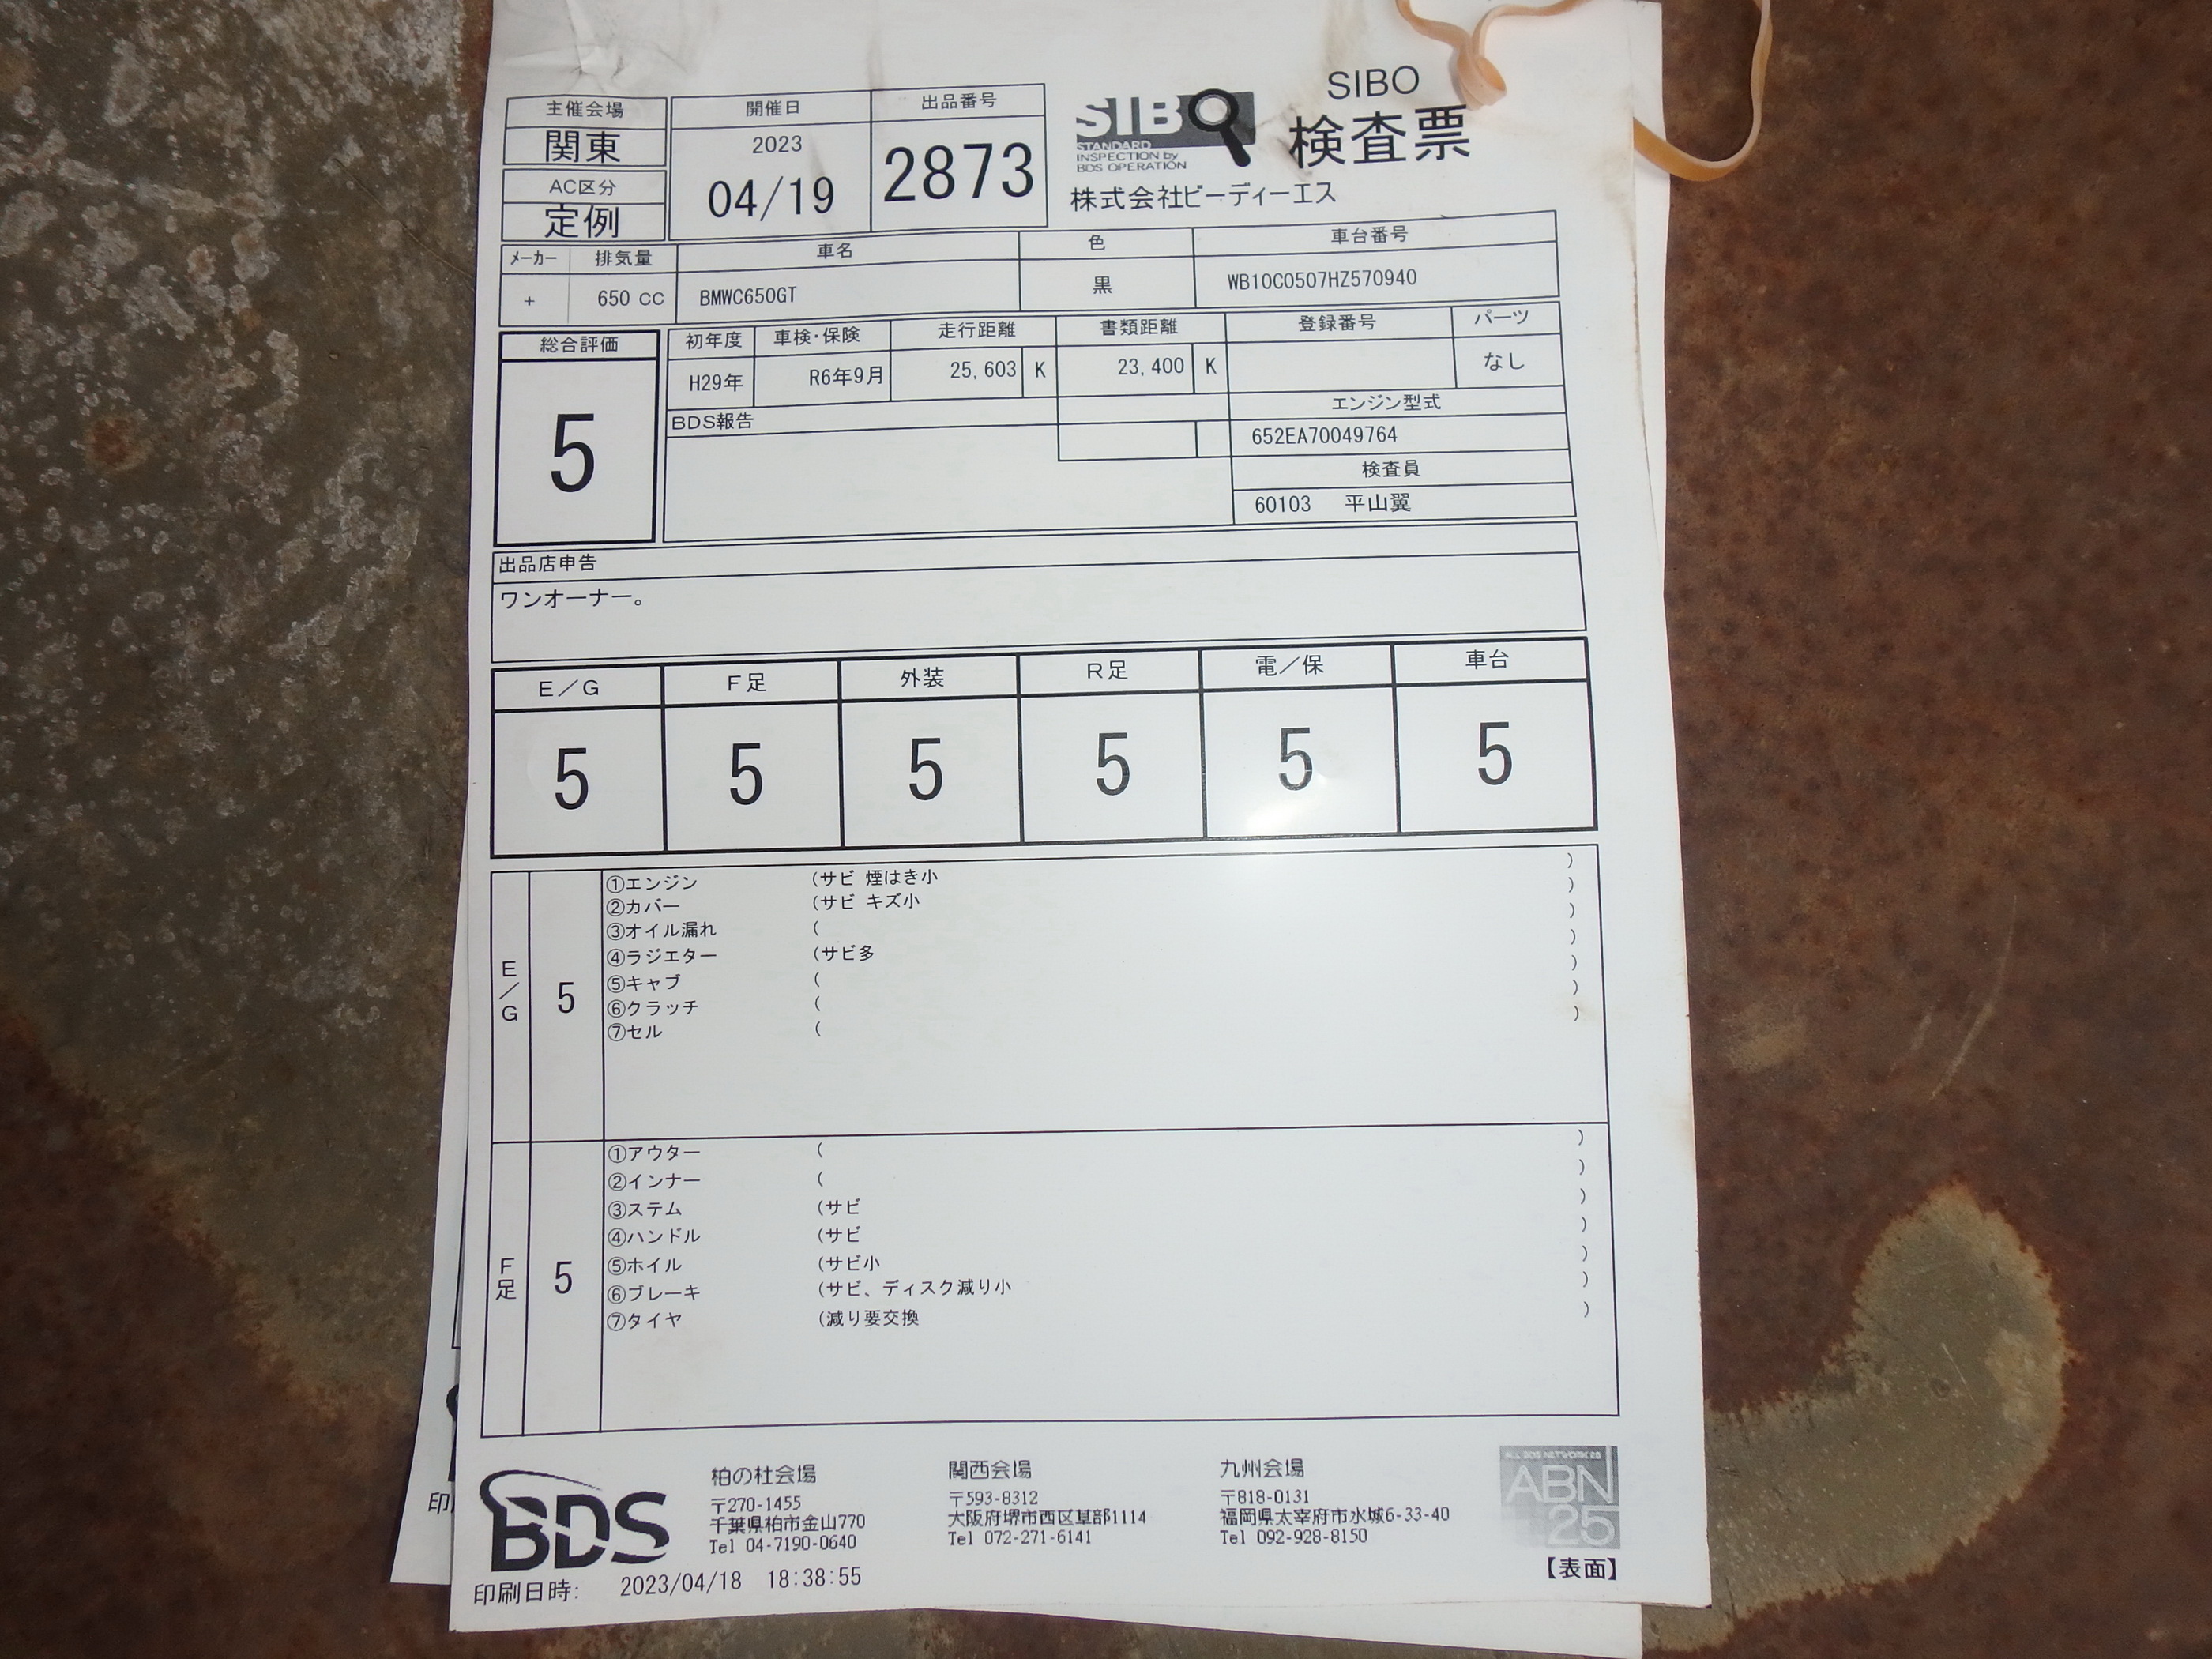 主催会場
関東
AC区分
定例
開催日
2023
04/19
出品番号
2873
SIBO
STANDARD
INSPECTION by
BDS OPERATION
SIBO
検査票
株式会社ビーディーエス
メーカー 排気量 車名 色 車台番号
+ 650 CC BMWC650GT 黒 WB10C0507HZ570940
総合評価
5
初年度 車検・保険 走行距離 書類距離 登録番号 パーツ
H29年 R6年9月 25,603 K 23,400 K なし
BDS報告
エンジン型式
652EA70049764
検査員
60103 平山翼
出品店申告
ワンオーナー。
E/G F足 外装 R足 電/保 車台
5 5 5 5 5 5
E/G 5
①エンジン (サビ 煙はき小 )
②カバー (サビ キズ小 )
③オイル漏れ ( )
④ラジエター (サビ多 )
⑤キャブ ( )
⑥クラッチ ( )
⑦セル ( )
F足 5
①アウター ( )
②インナー ( )
③ステム (サビ )
④ハンドル (サビ )
⑤ホイル (サビ小 )
⑥ブレーキ (サビ、ディスク減り小 )
⑦タイヤ (減り要交換 )
BDS
柏の杜会場
〒270-1455
千葉県柏市金山770
Tel 04-7190-0640
関西会場
〒593-8312
大阪府堺市西区草部1114
Tel 072-271-6141
九州会場
〒818-0131
福岡県太宰府市水城6-33-40
Tel 092-928-8150
ALL BDS NETWORK 25
ABN
25
【表面】
印刷日時: 2023/04/18 18:38:55
印